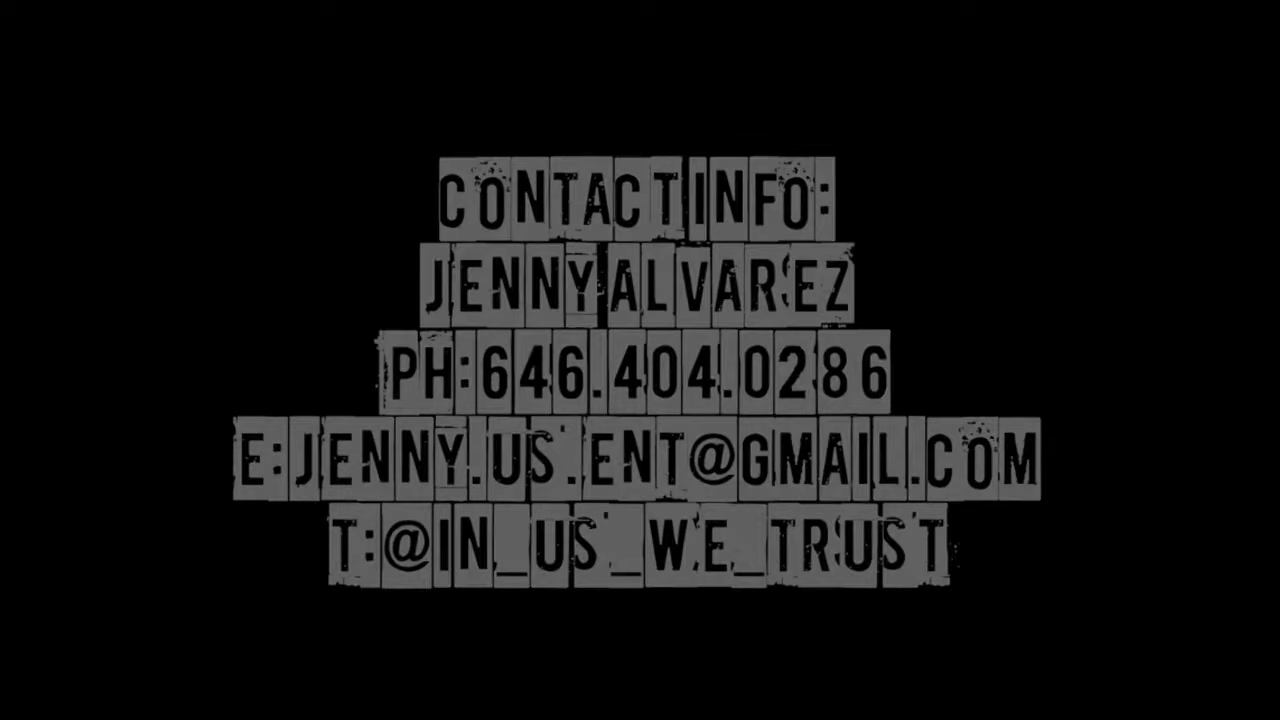 CONTACT INFO:
JENNY ALVAREZ
PH:646.404.0286
E:JENNY.US.ENT@GMAIL.COM
T:@IN_US_WE_TRUST